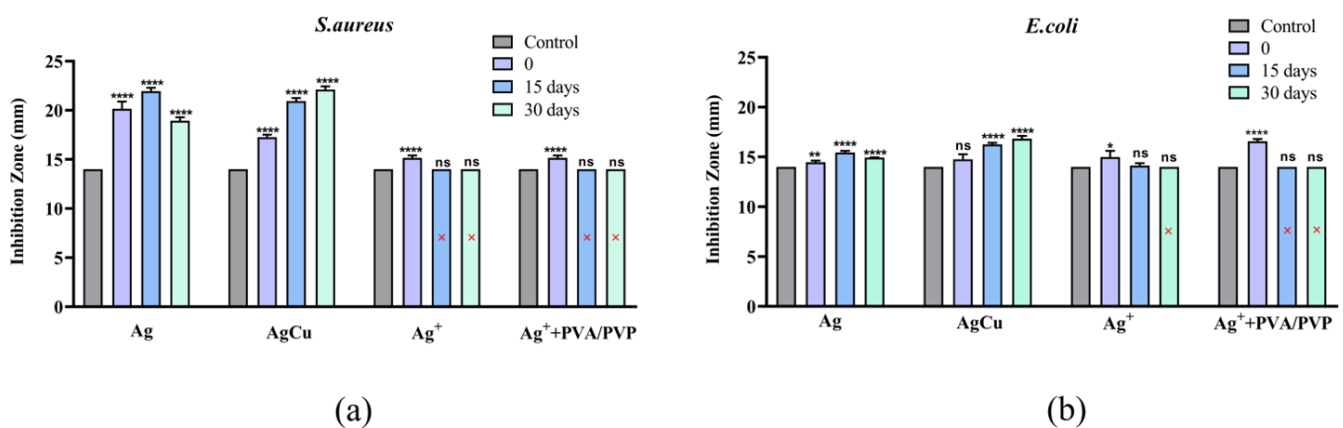 S.aureus
Control
0
15 days
30 days
Inhibition Zone (mm)
25
20
15
10
5
0
**** **** ****
**** **** ****
**** ns ns
**** ns ns
× × × ×
Ag AgCu Ag⁺ Ag⁺+PVA/PVP
(a)
E.coli
Control
0
15 days
30 days
Inhibition Zone (mm)
25
20
15
10
5
0
** **** ****
ns **** ****
* ns ns
**** ns ns
× × ×
Ag AgCu Ag⁺ Ag⁺+PVA/PVP
(b)